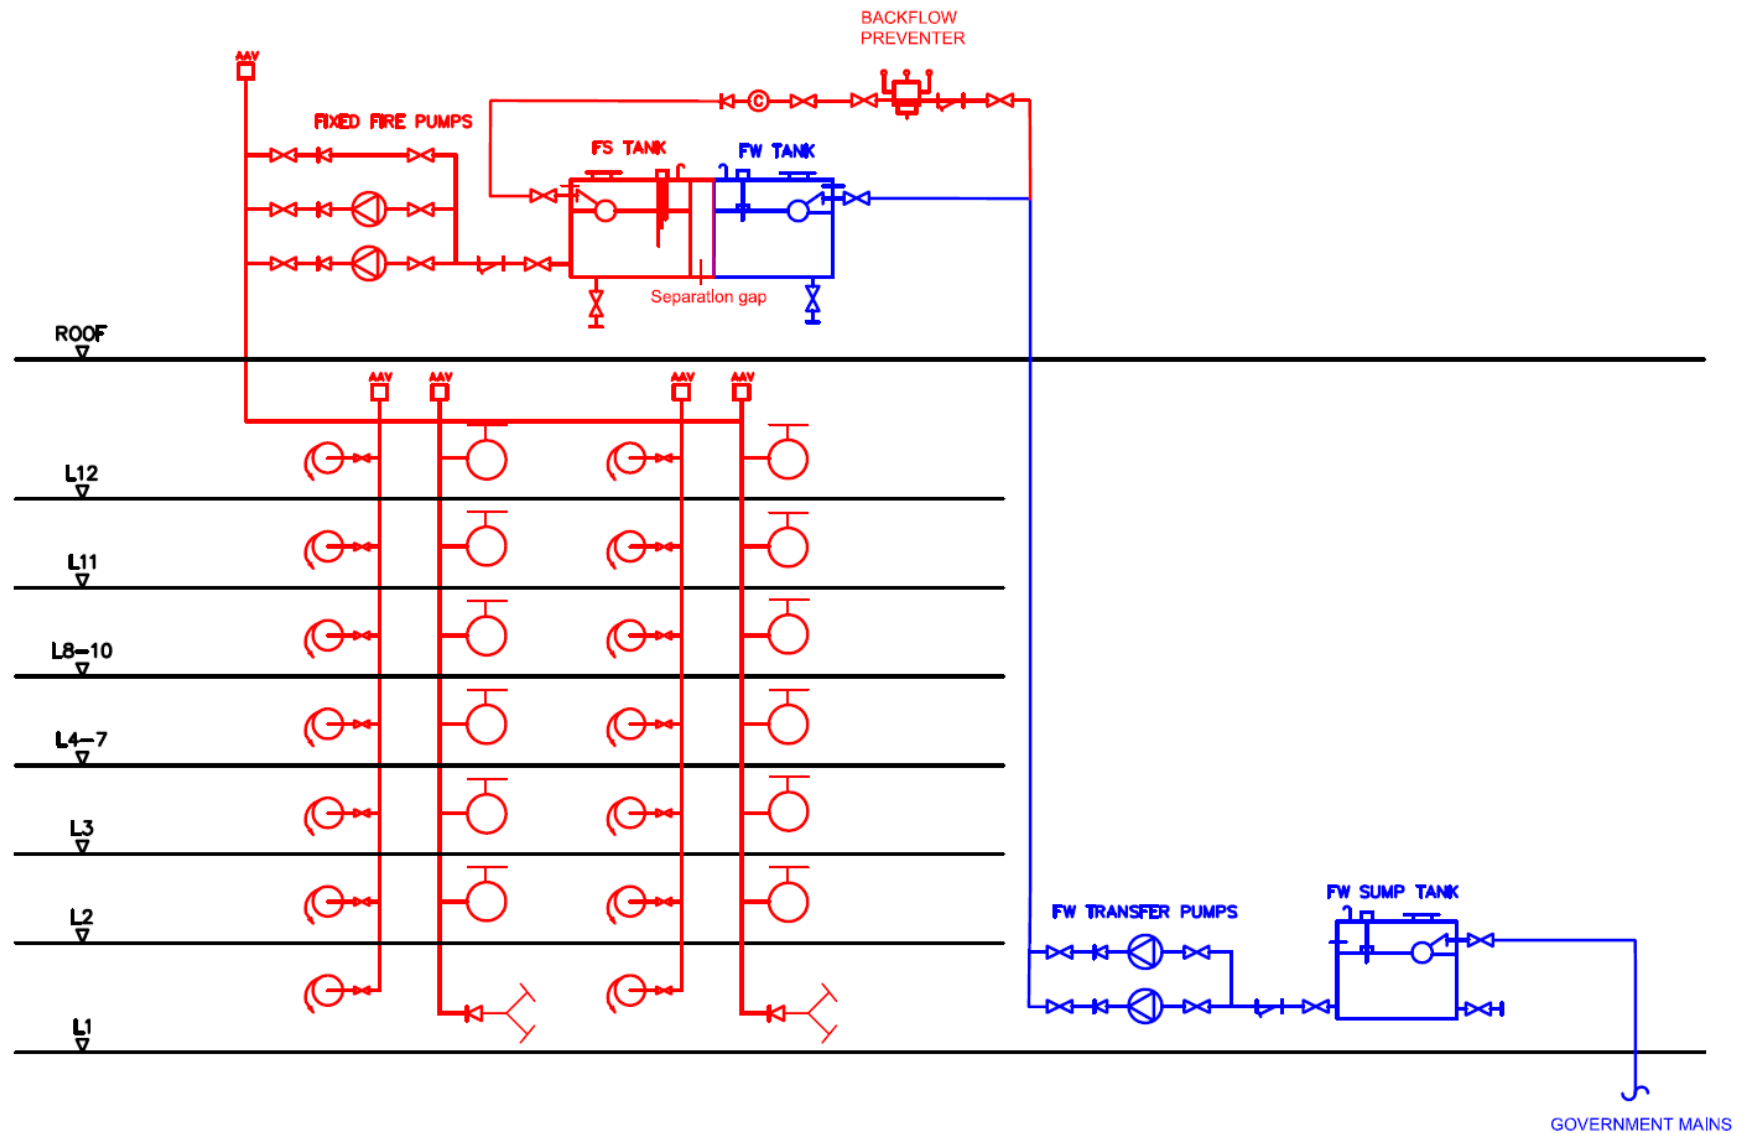 BACKFLOW
PREVENTER
AAV
FIXED FIRE PUMPS
C
FS TANK
FW TANK
Separation gap
ROOF
AAV
AAV
AAV
AAV
L12
L11
L8-10
L4-7
L3
L2
FW TRANSFER PUMPS
FW SUMP TANK
L1
GOVERNMENT MAINS